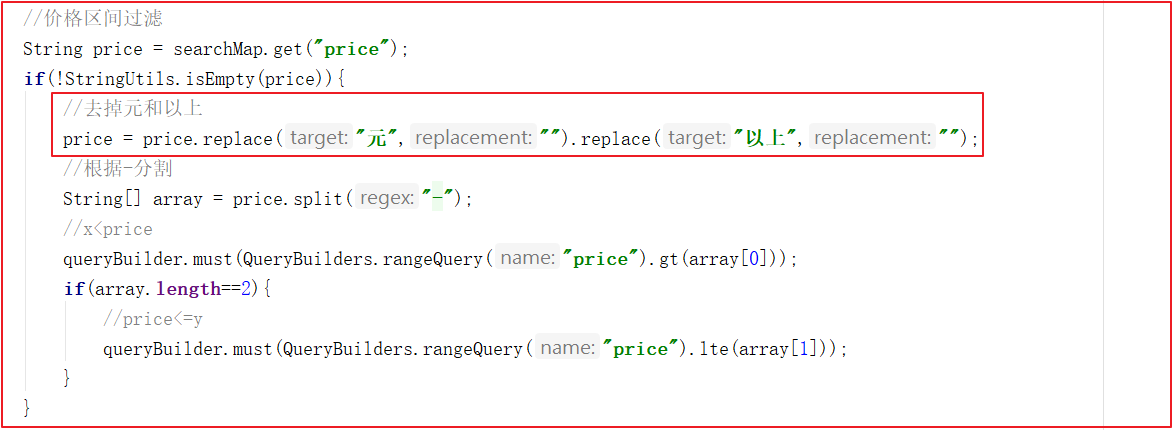 //价格区间过滤
String price = searchMap.get("price");
if(!StringUtils.isEmpty(price)){
//去掉元和以上
price = price.replace( target: "元", replacement: "").replace( target: "以上", replacement: "");
//根据-分割
String[] array = price.split( regex: "-");
//x<price
queryBuilder.must(QueryBuilders.rangeQuery( name: "price").gt(array[0]));
if(array.length==2){
//price<=y
queryBuilder.must(QueryBuilders.rangeQuery( name: "price").lte(array[1]));
}
}